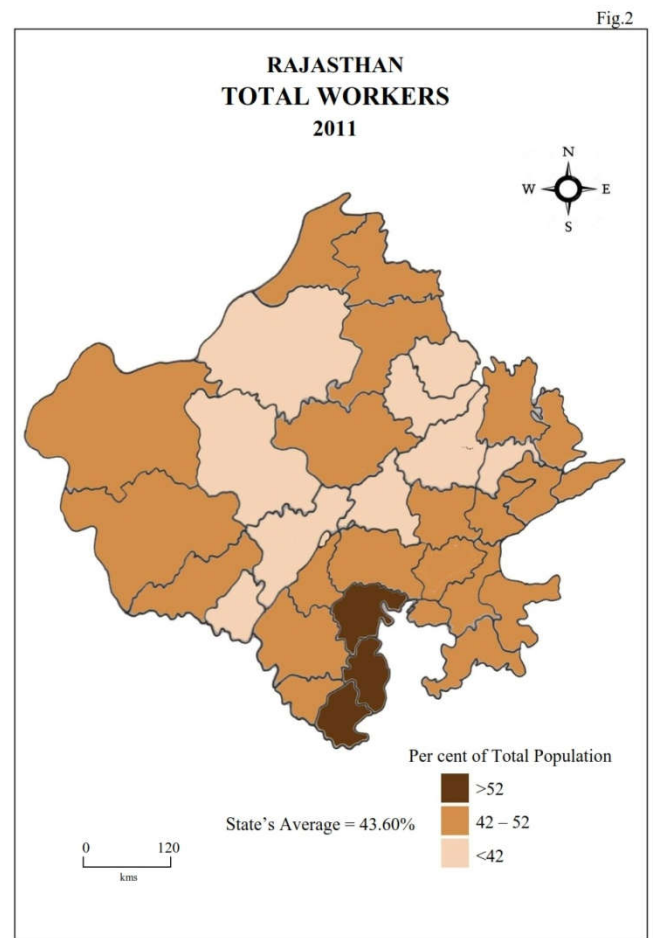 Fig.2
RAJASTHAN
TOTAL WORKERS
2011
N
W E
S
Per cent of Total Population
>52
State's Average = 43.60%
42 – 52
<42
0 120
kms